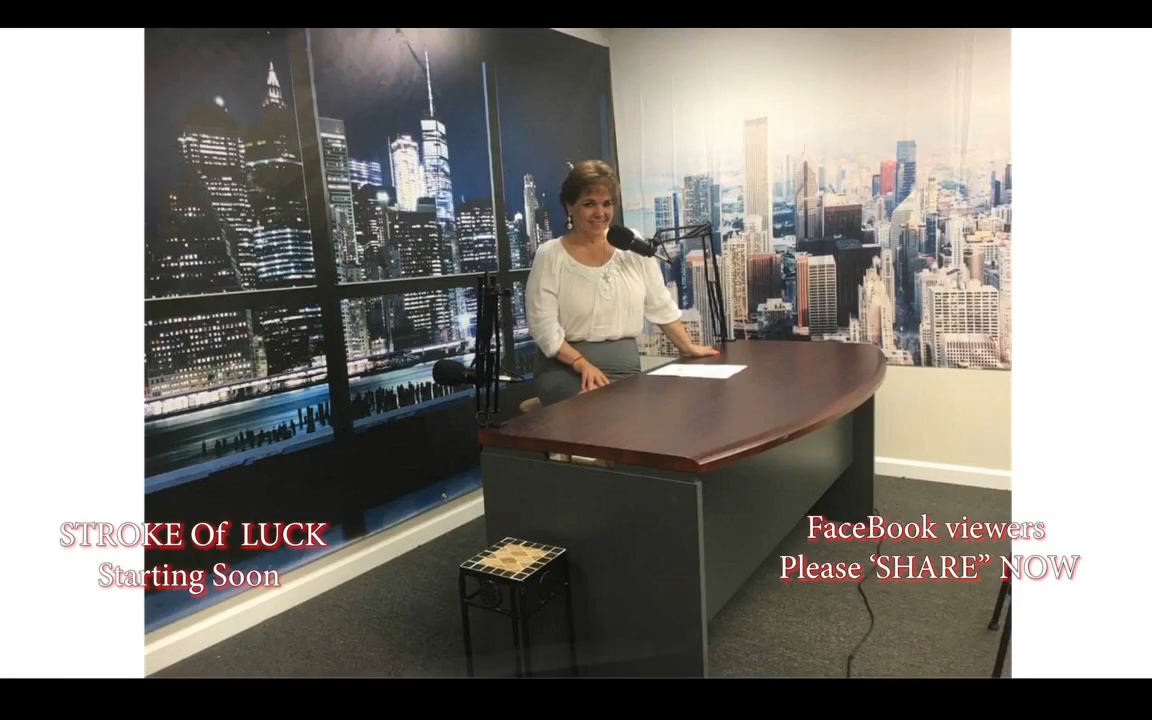 STROKE Of LUCK
Starting Soon
FaceBook viewers
Please ‘SHARE” NOW